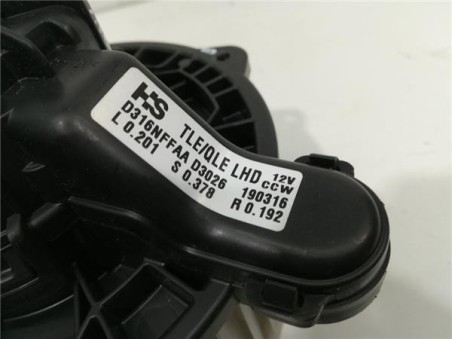 HS TLE/QLE LHD 12V CCW
D316NFFAA D3026 190316
L 0.201 S 0.378 R 0.192